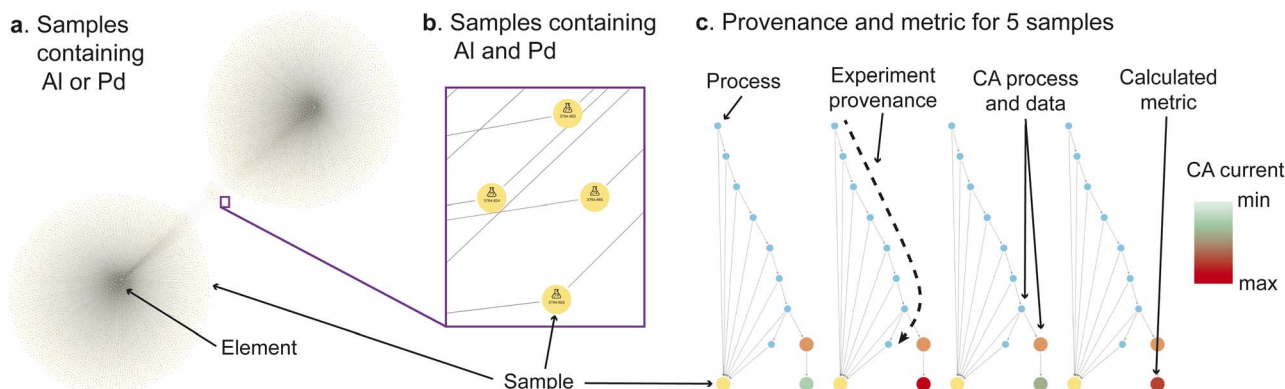 a. Samples
containing
Al or Pd
b. Samples containing
Al and Pd
c. Provenance and metric for 5 samples
Process
Experiment
provenance
CA process
and data
Calculated
metric
CA current
min
max
Element
Sample